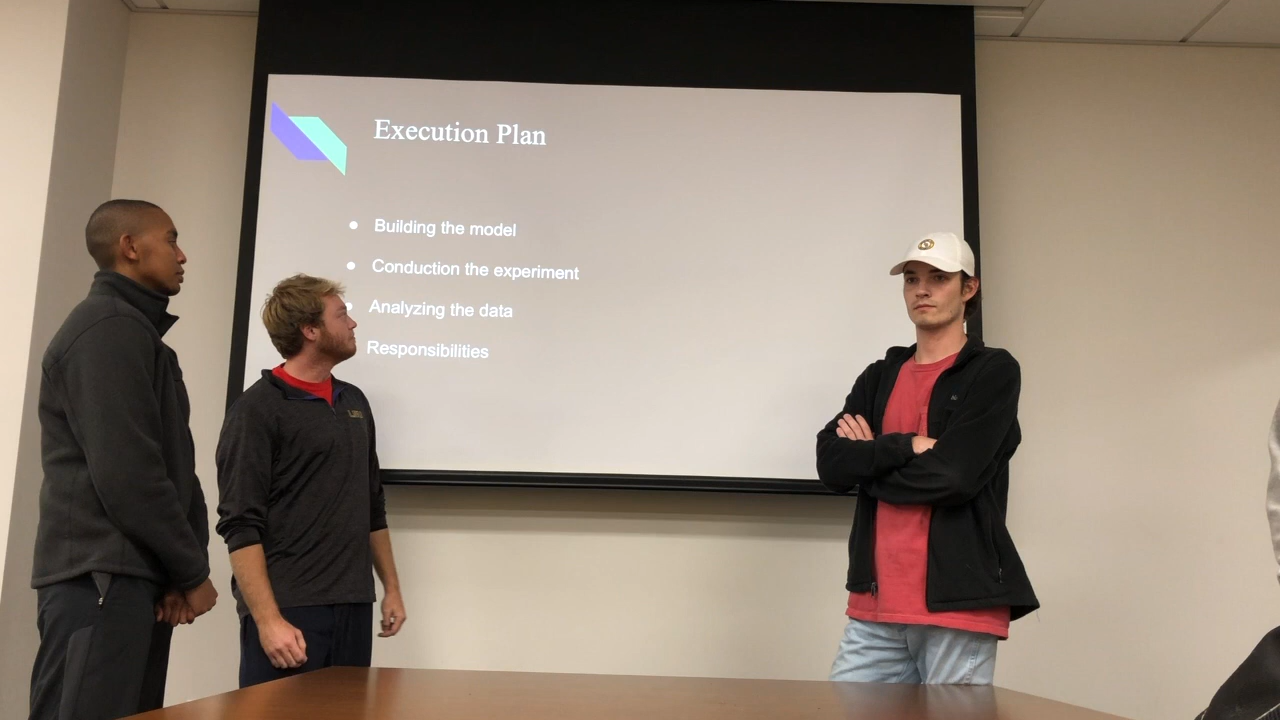 Execution Plan
Building the model
Conduction the experiment
Analyzing the data
Responsibilities